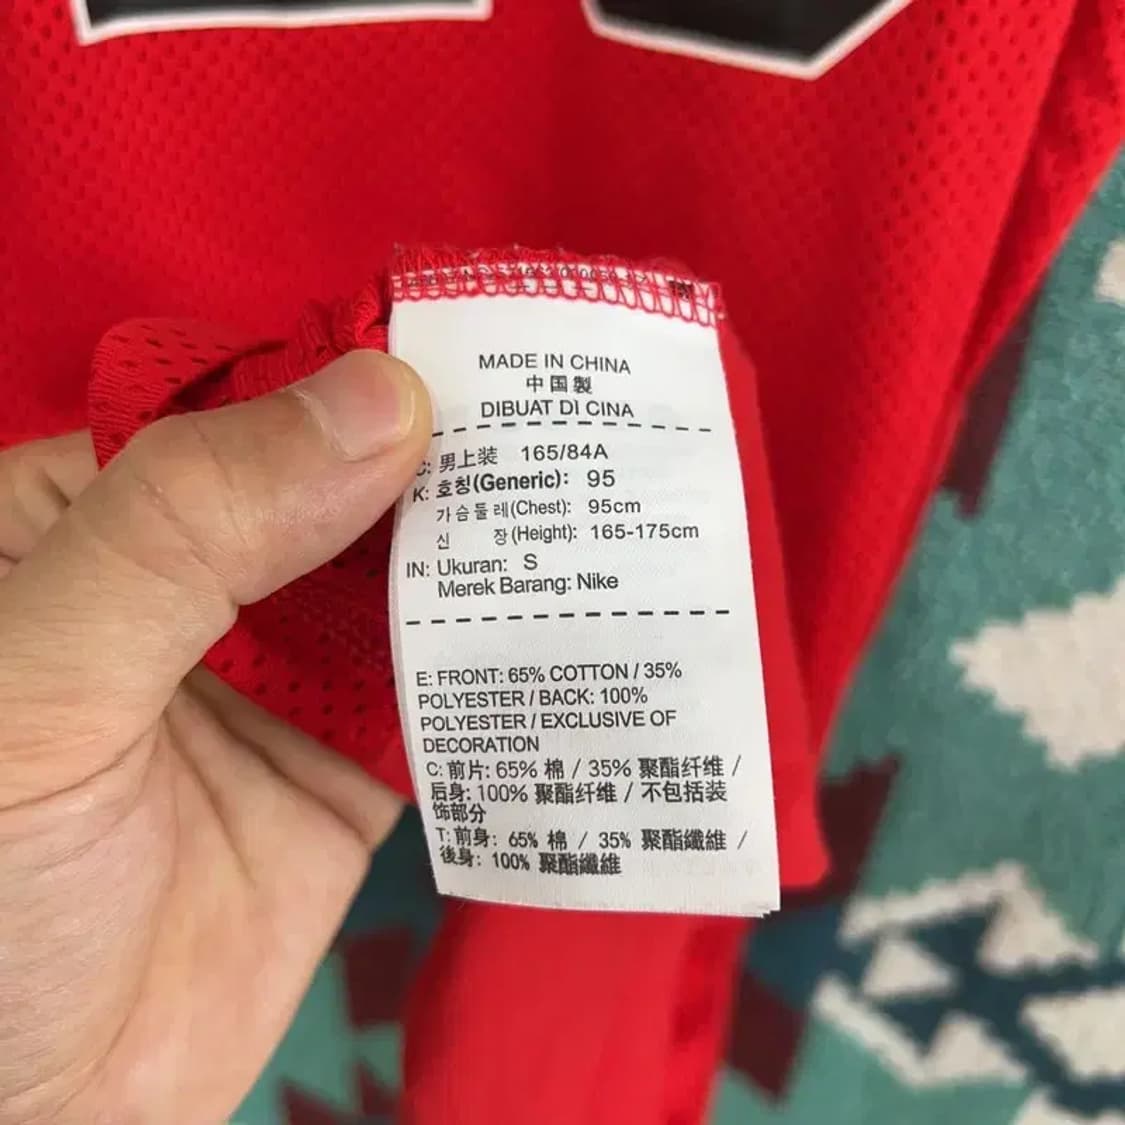 MADE IN CHINA
中国製
DIBUAT DI CINA
C: 男上装 165/84A
K: 호칭(Generic): 95
가슴둘레(Chest): 95cm
신 장(Height): 165-175cm
IN: Ukuran: S
Merek Barang: Nike
E: FRONT: 65% COTTON / 35%
POLYESTER / BACK: 100%
POLYESTER / EXCLUSIVE OF
DECORATION
C: 前片: 65% 棉 / 35% 聚酯纤维 /
后身: 100% 聚酯纤维 / 不包括装
饰部分
T: 前身: 65% 棉 / 35% 聚酯纖維 /
後身: 100% 聚酯纖維